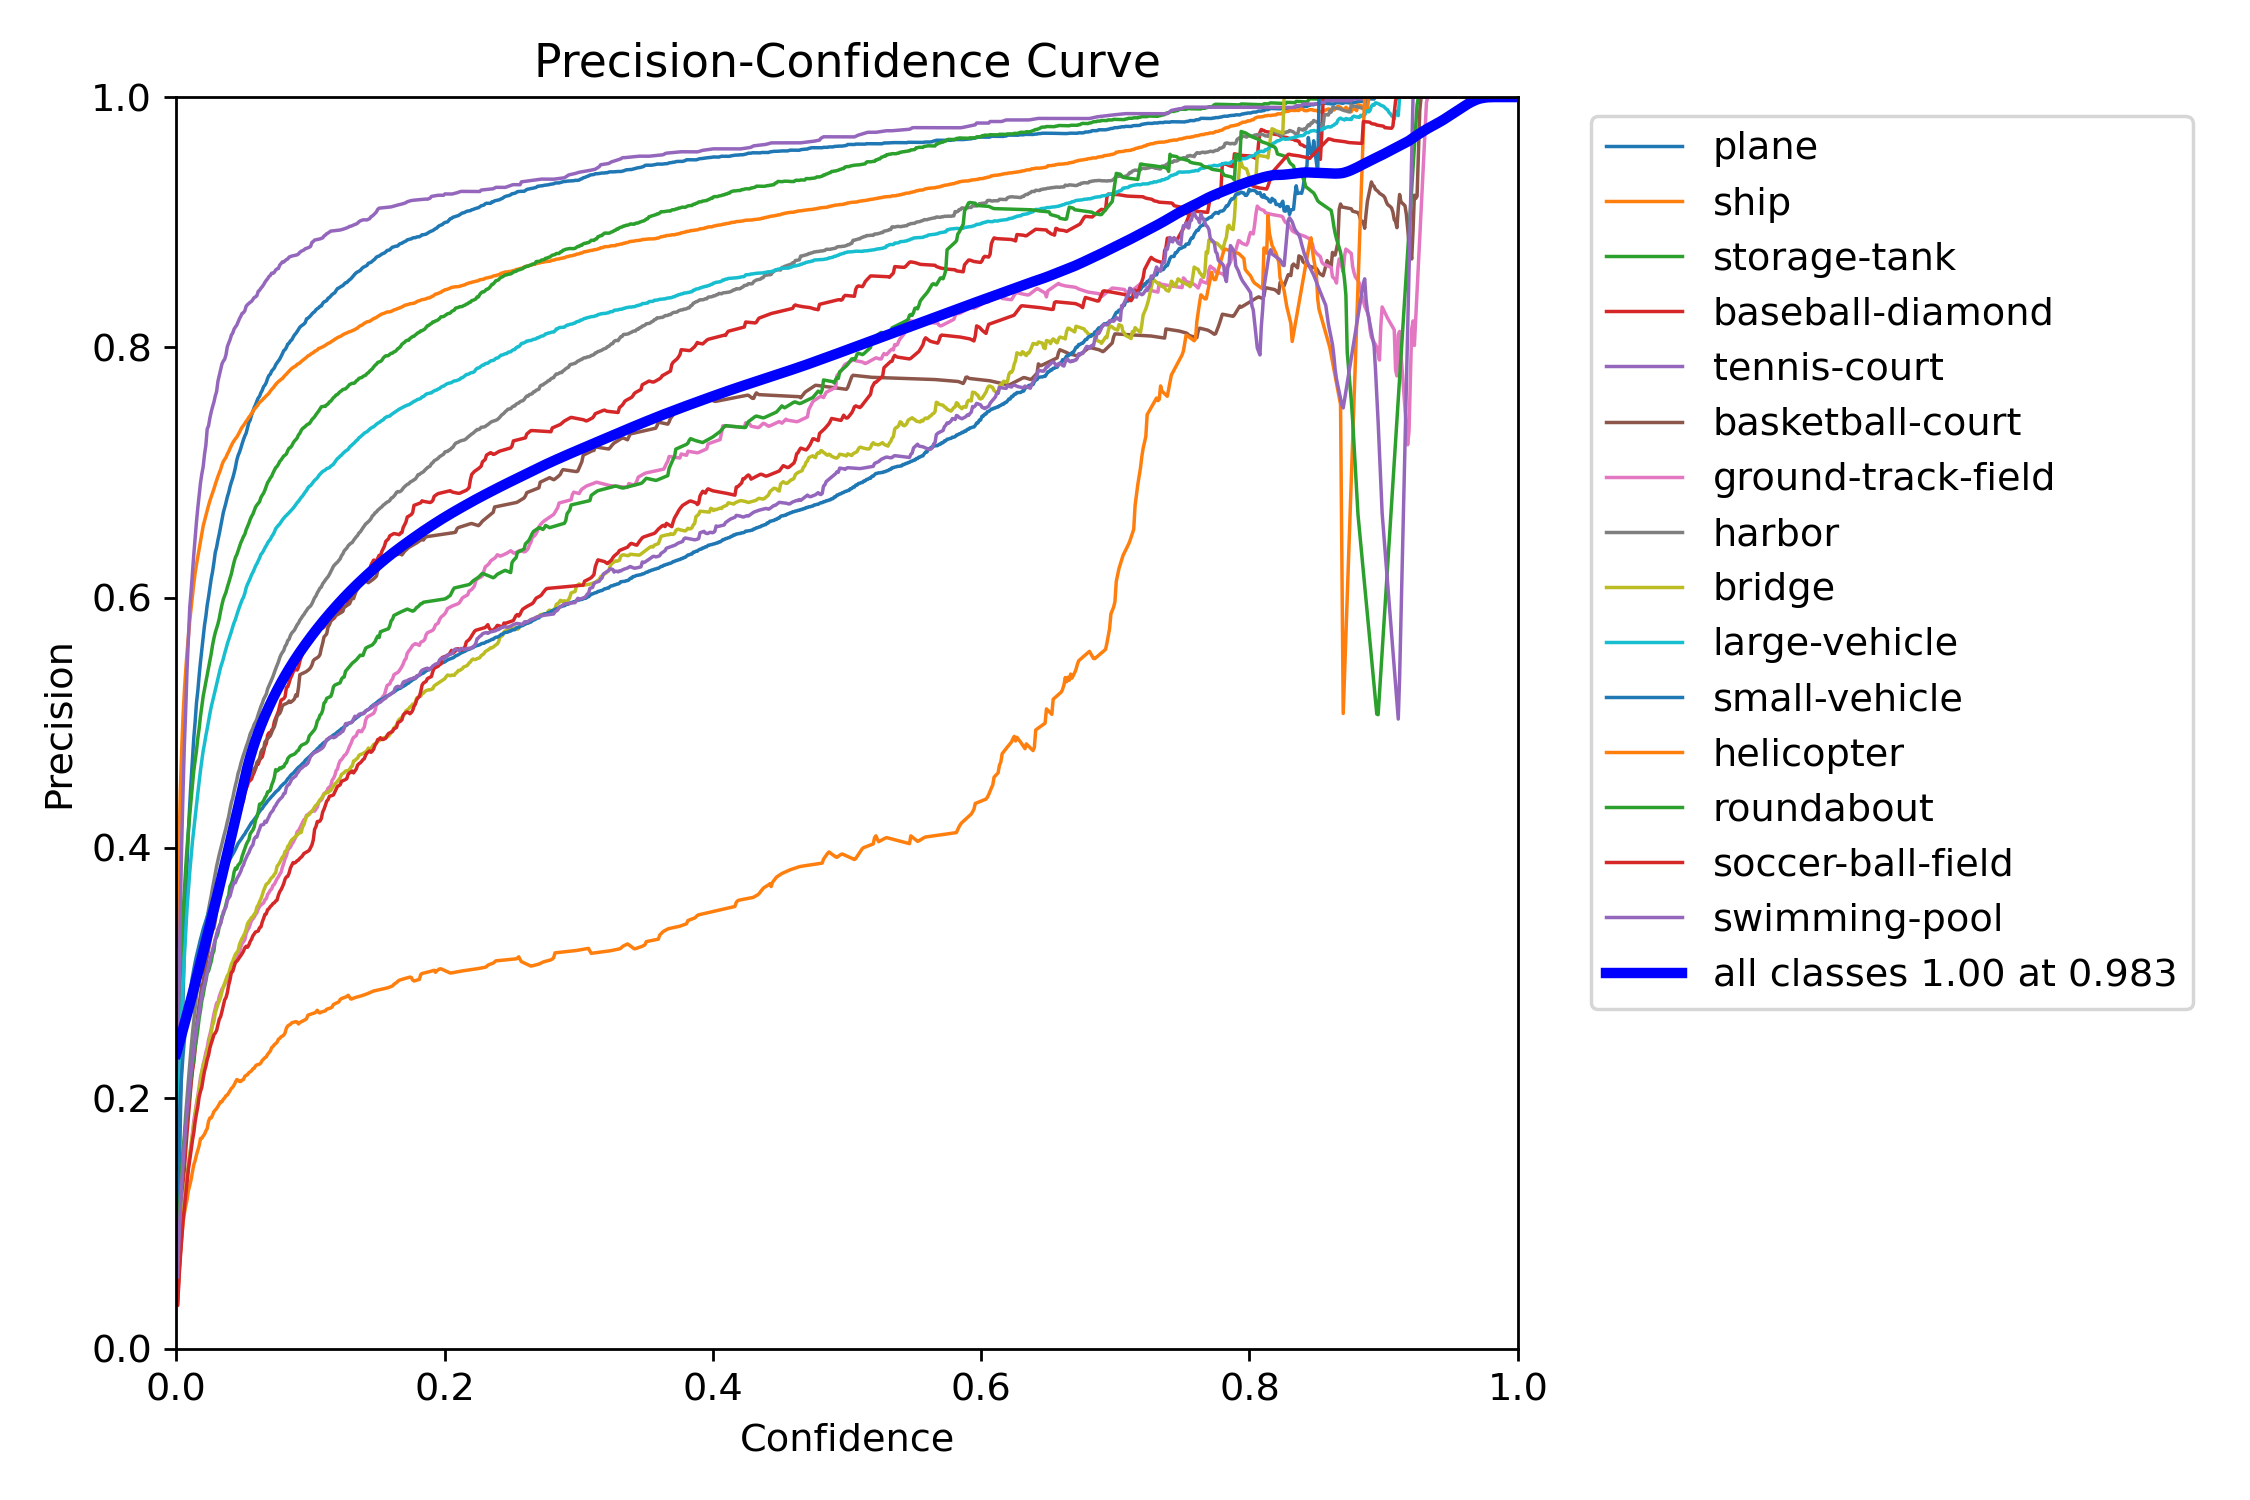 Precision-Confidence Curve
1.0
0.8
0.6
0.4
0.2
0.0
Precision
0.0 0.2 0.4 0.6 0.8 1.0
Confidence
plane
ship
storage-tank
baseball-diamond
tennis-court
basketball-court
ground-track-field
harbor
bridge
large-vehicle
small-vehicle
helicopter
roundabout
soccer-ball-field
swimming-pool
all classes 1.00 at 0.983